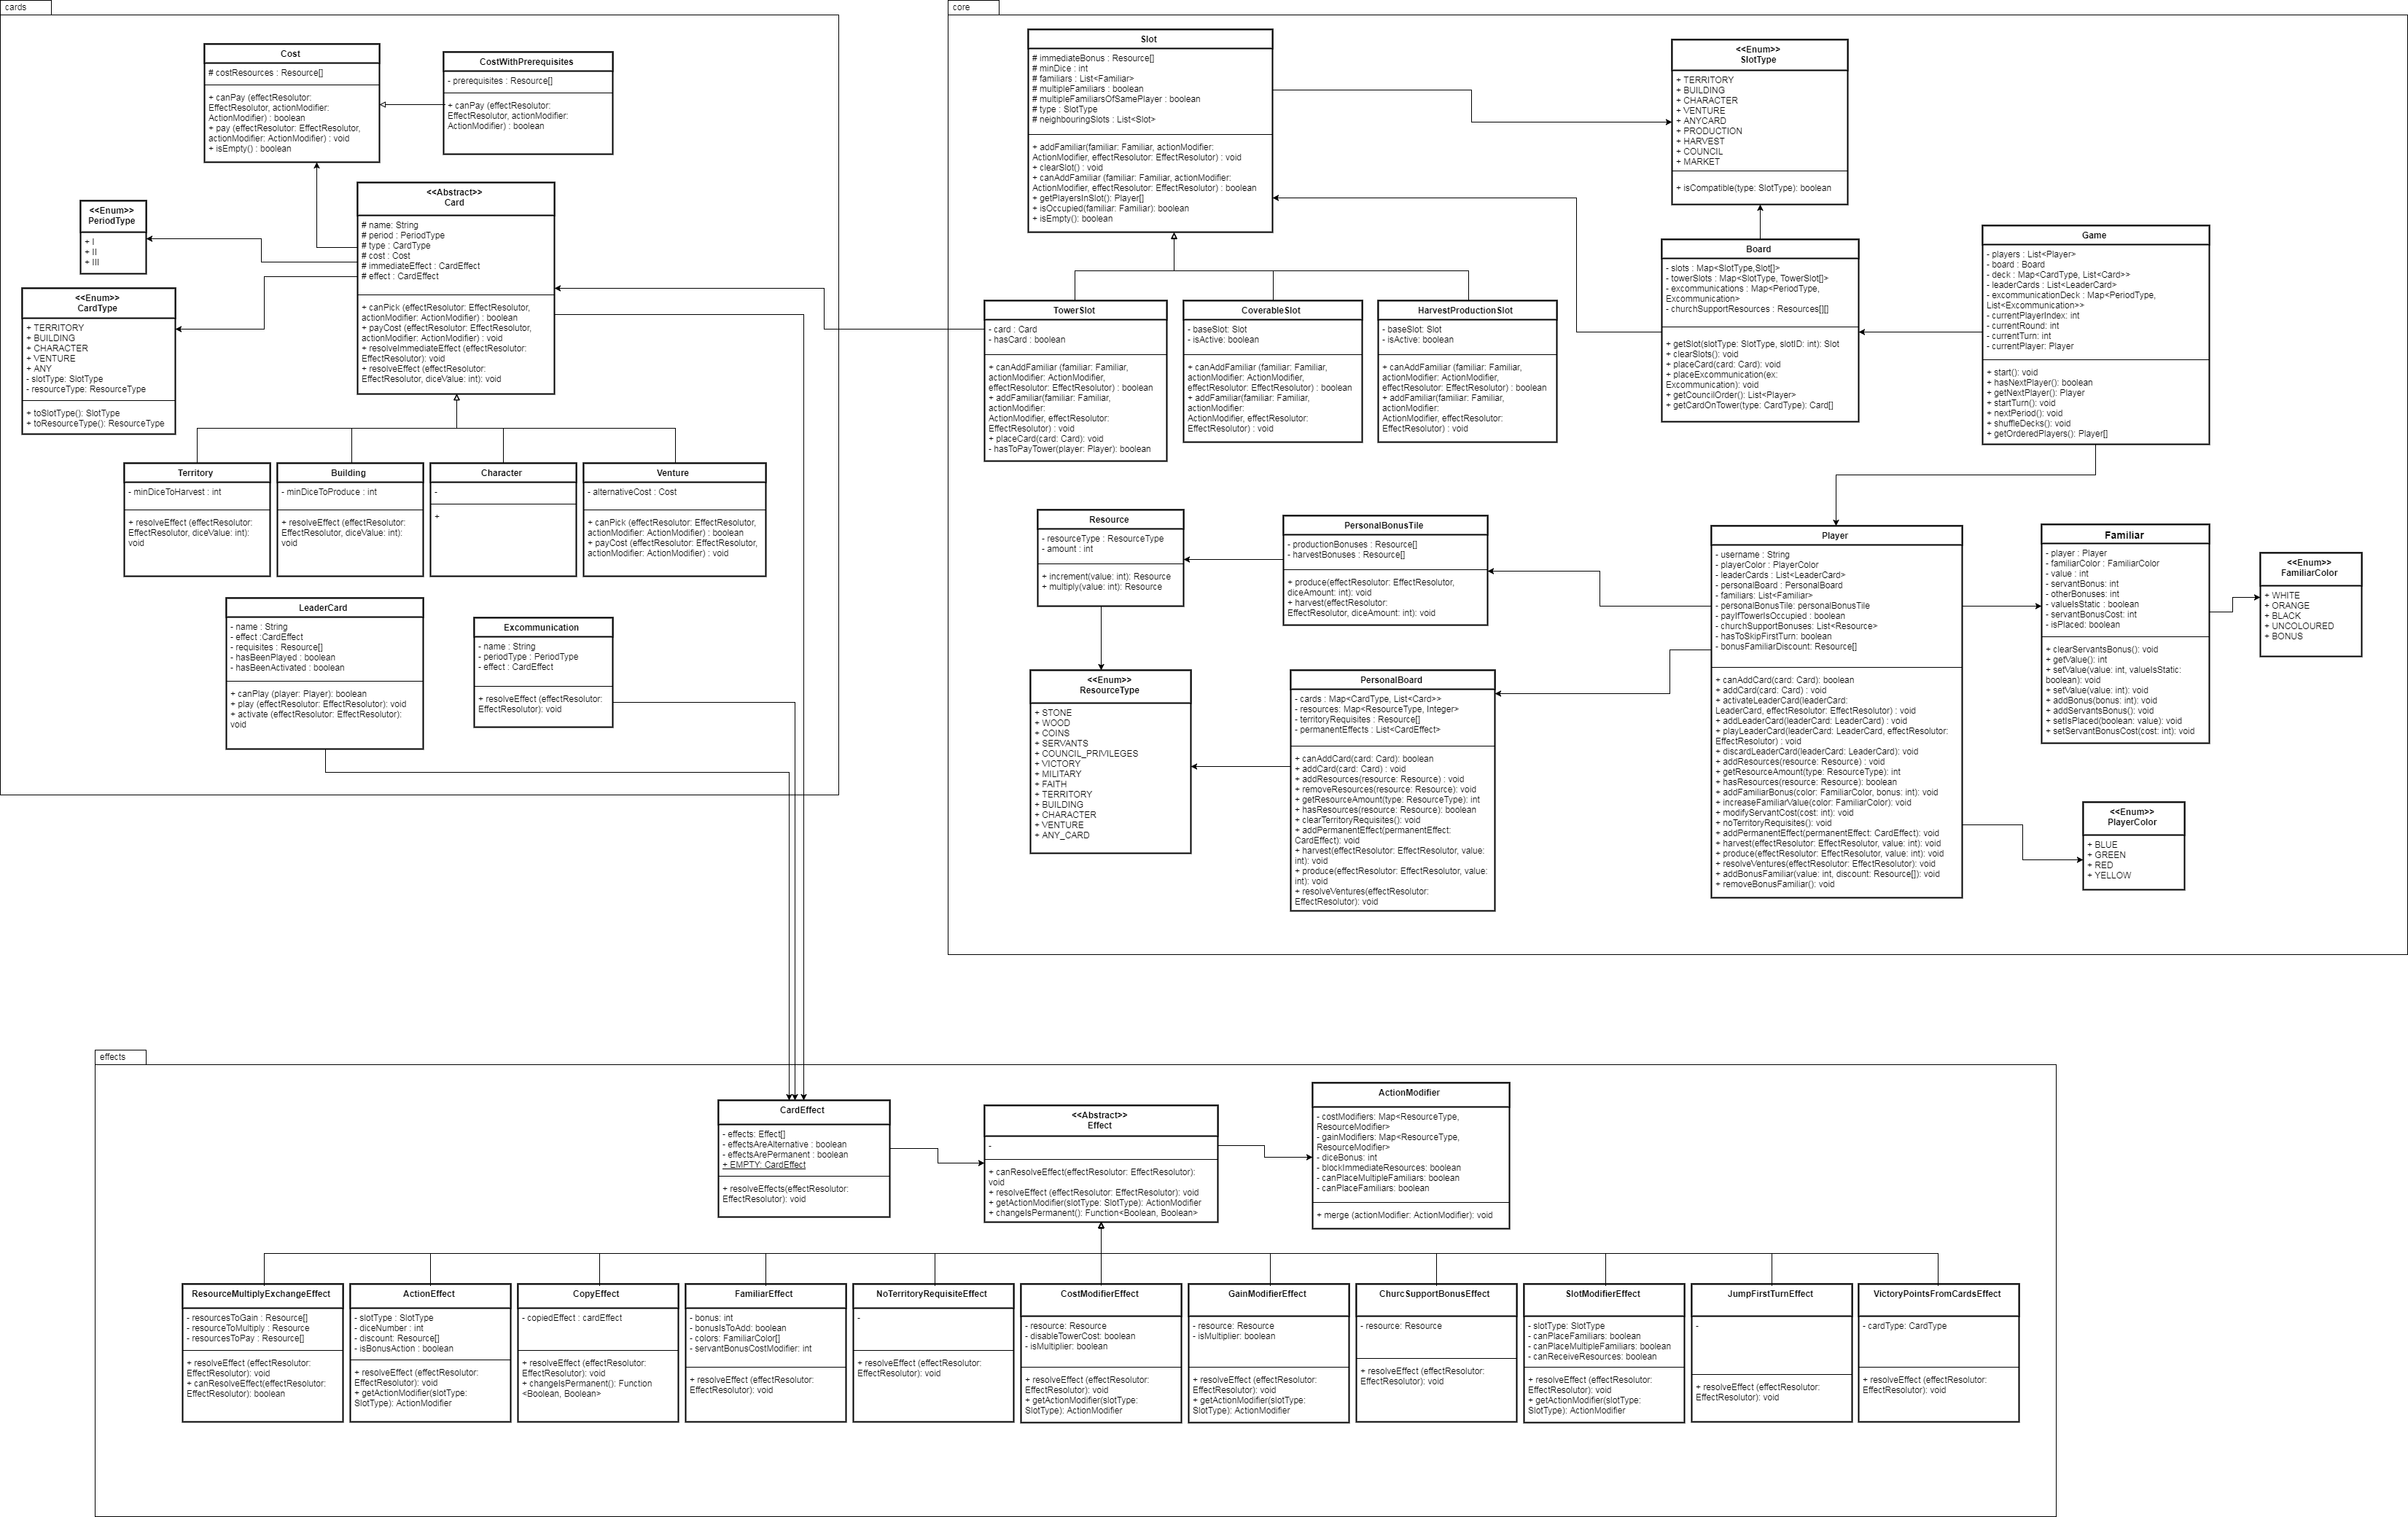 cards
Cost
# costResources : Resource[]
+ canPay (effectResolutor:
EffectResolutor, actionModifier:
ActionModifier) : boolean
+ pay (effectResolutor: EffectResolutor,
actionModifier: ActionModifier) : void
+ isEmpty() : boolean
CostWithPrerequisites
- prerequisites : Resource[]
+ canPay (effectResolutor:
EffectResolutor, actionModifier:
ActionModifier) : boolean
<<Abstract>>
Card
# name: String
# period : PeriodType
# type : CardType
# cost : Cost
# immediateEffect : CardEffect
# effect : CardEffect
+ canPick (effectResolutor: EffectResolutor,
actionModifier: ActionModifier) : boolean
+ payCost (effectResolutor: EffectResolutor,
actionModifier: ActionModifier) : void
+ resolveImmediateEffect (effectResolutor:
EffectResolutor): void
+ resolveEffect (effectResolutor:
EffectResolutor, diceValue: int): void
<<Enum>>
PeriodType
+ I
+ II
+ III
<<Enum>>
CardType
+ TERRITORY
+ BUILDING
+ CHARACTER
+ VENTURE
+ ANY
- slotType: SlotType
- resourceType: ResourceType
+ toSlotType(): SlotType
+ toResourceType(): ResourceType
Territory
- minDiceToHarvest : int
+ resolveEffect (effectResolutor:
EffectResolutor, diceValue: int):
void
Building
- minDiceToProduce : int
+ resolveEffect (effectResolutor:
EffectResolutor, diceValue: int):
void
Character
-
+
Venture
- alternativeCost : Cost
+ canPick (effectResolutor: EffectResolutor,
actionModifier: ActionModifier) : boolean
+ payCost (effectResolutor: EffectResolutor,
actionModifier: ActionModifier) : void
LeaderCard
- name : String
- effect :CardEffect
- requisites : Resource[]
- hasBeenPlayed : boolean
- hasBeenActivated : boolean
+ canPlay (player: Player): boolean
+ play (effectResolutor: EffectResolutor): void
+ activate (effectResolutor: EffectResolutor):
void
Excommunication
- name : String
- periodType : PeriodType
- effect : CardEffect
+ resolveEffect (effectResolutor:
EffectResolutor): void
core
Slot
# immediateBonus : Resource[]
# minDice : int
# familiars : List<Familiar>
# multipleFamiliars : boolean
# multipleFamiliarsOfSamePlayer : boolean
# type : SlotType
# neighbouringSlots : List<Slot>
+ addFamiliar(familiar: Familiar, actionModifier:
ActionModifier, effectResolutor: EffectResolutor) : void
+ clearSlot() : void
+ canAddFamiliar (familiar: Familiar, actionModifier:
ActionModifier, effectResolutor: EffectResolutor) : boolean
+ getPlayersInSlot(): Player[]
+ isOccupied(familiar: Familiar): boolean
+ isEmpty(): boolean
<<Enum>>
SlotType
+ TERRITORY
+ BUILDING
+ CHARACTER
+ VENTURE
+ ANYCARD
+ PRODUCTION
+ HARVEST
+ COUNCIL
+ MARKET
+ isCompatible(type: SlotType): boolean
TowerSlot
- card : Card
- hasCard : boolean
+ canAddFamiliar (familiar: Familiar,
actionModifier: ActionModifier,
effectResolutor: EffectResolutor) : boolean
+ addFamiliar(familiar: Familiar,
actionModifier:
ActionModifier, effectResolutor:
EffectResolutor) : void
+ placeCard(card: Card): void
- hasToPayTower(player: Player): boolean
CoverableSlot
- baseSlot: Slot
- isActive: boolean
+ canAddFamiliar (familiar: Familiar,
actionModifier: ActionModifier,
effectResolutor: EffectResolutor) : boolean
+ addFamiliar(familiar: Familiar,
actionModifier:
ActionModifier, effectResolutor:
EffectResolutor) : void
HarvestProductionSlot
- baseSlot: Slot
- isActive: boolean
+ canAddFamiliar (familiar: Familiar,
actionModifier: ActionModifier,
effectResolutor: EffectResolutor) : boolean
+ addFamiliar(familiar: Familiar,
actionModifier:
ActionModifier, effectResolutor:
EffectResolutor) : void
Board
- slots : Map<SlotType,Slot[]>
- towerSlots : Map<SlotType, TowerSlot[]>
- excommunications : Map<PeriodType,
Excommunication>
- churchSupportResources : Resources[][]
+ getSlot(slotType: SlotType, slotID: int): Slot
+ clearSlots(): void
+ placeCard(card: Card): void
+ placeExcommunication(ex:
Excommunication): void
+ getCouncilOrder(): List<Player>
+ getCardOnTower(type: CardType): Card[]
Game
- players : List<Player>
- board : Board
- deck : Map<CardType, List<Card>>
- leaderCards : List<LeaderCard>
- excommunicationDeck : Map<PeriodType,
List<Excommunication>>
- currentPlayerIndex: int
- currentRound: int
- currentTurn: int
- currentPlayer: Player
+ start(): void
+ hasNextPlayer(): boolean
+ getNextPlayer(): Player
+ startTurn(): void
+ nextPeriod(): void
+ shuffleDecks(): void
+ getOrderedPlayers(): Player[]
Resource
- resourceType : ResourceType
- amount : int
+ increment(value: int): Resource
+ multiply(value: int): Resource
PersonalBonusTile
- productionBonuses : Resource[]
- harvestBonuses : Resource[]
+ produce(effectResolutor: EffectResolutor,
diceAmount: int): void
+ harvest(effectResolutor:
EffectResolutor, diceAmount: int): void
<<Enum>>
ResourceType
+ STONE
+ WOOD
+ COINS
+ SERVANTS
+ COUNCIL_PRIVILEGES
+ VICTORY
+ MILITARY
+ FAITH
+ TERRITORY
+ BUILDING
+ CHARACTER
+ VENTURE
+ ANY_CARD
PersonalBoard
- cards : Map<CardType, List<Card>>
- resources: Map<ResourceType, Integer>
- territoryRequisites : Resource[]
- permanentEffects : List<CardEffect>
+ canAddCard(card: Card): boolean
+ addCard(card: Card) : void
+ addResources(resource: Resource) : void
+ removeResources(resource: Resource): void
+ getResourceAmount(type: ResourceType): int
+ hasResources(resource: Resource): boolean
+ clearTerritoryRequisites(): void
+ addPermanentEffect(permanentEffect:
CardEffect): void
+ harvest(effectResolutor: EffectResolutor, value:
int): void
+ produce(effectResolutor: EffectResolutor, value:
int): void
+ resolveVentures(effectResolutor:
EffectResolutor): void
Player
- username : String
- playerColor : PlayerColor
- leaderCards : List<LeaderCard>
- personalBoard : PersonalBoard
- familiars: List<Familiar>
- personalBonusTile: personalBonusTile
- payIfTowerIsOccupied : boolean
- churchSupportBonuses: List<Resource>
- hasToSkipFirstTurn: boolean
- bonusFamiliarDiscount: Resource[]
+ canAddCard(card: Card): boolean
+ addCard(card: Card) : void
+ activateLeaderCard(leaderCard:
LeaderCard, effectResolutor: EffectResolutor) : void
+ addLeaderCard(leaderCard: LeaderCard) : void
+ playLeaderCard(leaderCard: LeaderCard, effectResolutor:
EffectResolutor) : void
+ discardLeaderCard(leaderCard: LeaderCard): void
+ addResources(resource: Resource) : void
+ getResourceAmount(type: ResourceType): int
+ hasResources(resource: Resource): boolean
+ addFamiliarBonus(color: FamiliarColor, bonus: int): void
+ increaseFamiliarValue(color: FamiliarColor): void
+ modifyServantCost(cost: int): void
+ noTerritoryRequisites(): void
+ addPermanentEffect(permanentEffect: CardEffect): void
+ harvest(effectResolutor: EffectResolutor, value: int): void
+ produce(effectResolutor: EffectResolutor, value: int): void
+ resolveVentures(effectResolutor: EffectResolutor): void
+ addBonusFamiliar(value: int, discount: Resource[]): void
+ removeBonusFamiliar(): void
Familiar
- player : Player
- familiarColor : FamiliarColor
- value : int
- servantBonus: int
- otherBonuses: int
- valueIsStatic : boolean
- servantBonusCost: int
- isPlaced: boolean
+ clearServantsBonus(): void
+ getValue(): int
+ setValue(value: int, valueIsStatic:
boolean): void
+ setValue(value: int): void
+ addBonus(bonus: int): void
+ addServantsBonus(): void
+ setIsPlaced(boolean: value): void
+ setServantBonusCost(cost: int): void
<<Enum>>
FamiliarColor
+ WHITE
+ ORANGE
+ BLACK
+ UNCOLOURED
+ BONUS
<<Enum>>
PlayerColor
+ BLUE
+ GREEN
+ RED
+ YELLOW
effects
CardEffect
- effects: Effect[]
- effectsAreAlternative : boolean
- effectsArePermanent : boolean
+ EMPTY: CardEffect
+ resolveEffects(effectResolutor:
EffectResolutor): void
<<Abstract>>
Effect
-
+ canResolveEffect(effectResolutor: EffectResolutor):
void
+ resolveEffect (effectResolutor: EffectResolutor): void
+ getActionModifier(slotType: SlotType): ActionModifier
+ changeIsPermanent(): Function<Boolean, Boolean>
ActionModifier
- costModifiers: Map<ResourceType,
ResourceModifier>
- gainModifiers: Map<ResourceType,
ResourceModifier>
- diceBonus: int
- blockImmediateResources: boolean
- canPlaceMultipleFamiliars: boolean
- canPlaceFamiliars: boolean
+ merge (actionModifier: ActionModifier): void
ResourceMultiplyExchangeEffect
- resourcesToGain : Resource[]
- resourceToMultiply : Resource
- resourcesToPay : Resource[]
+ resolveEffect (effectResolutor:
EffectResolutor): void
+ canResolveEffect(effectResolutor:
EffectResolutor): boolean
ActionEffect
- slotType : SlotType
- diceNumber : int
- discount: Resource[]
- isBonusAction : boolean
+ resolveEffect (effectResolutor:
EffectResolutor): void
+ getActionModifier(slotType:
SlotType): ActionModifier
CopyEffect
- copiedEffect : cardEffect
+ resolveEffect (effectResolutor:
EffectResolutor): void
+ changeIsPermanent(): Function
<Boolean, Boolean>
FamiliarEffect
- bonus: int
- bonusIsToAdd: boolean
- colors: FamiliarColor[]
- servantBonusCostModifier: int
+ resolveEffect (effectResolutor:
EffectResolutor): void
NoTerritoryRequisiteEffect
-
+ resolveEffect (effectResolutor:
EffectResolutor): void
CostModifierEffect
- resource: Resource
- disableTowerCost: boolean
- isMultiplier: boolean
+ resolveEffect (effectResolutor:
EffectResolutor): void
+ getActionModifier(slotType:
SlotType): ActionModifier
GainModifierEffect
- resource: Resource
- isMultiplier: boolean
+ resolveEffect (effectResolutor:
EffectResolutor): void
+ getActionModifier(slotType:
SlotType): ActionModifier
ChurcSupportBonusEffect
- resource: Resource
+ resolveEffect (effectResolutor:
EffectResolutor): void
SlotModifierEffect
- slotType: SlotType
- canPlaceFamiliars: boolean
- canPlaceMultipleFamiliars: boolean
- canReceiveResources: boolean
+ resolveEffect (effectResolutor:
EffectResolutor): void
+ getActionModifier(slotType:
SlotType): ActionModifier
JumpFirstTurnEffect
-
+ resolveEffect (effectResolutor:
EffectResolutor): void
VictoryPointsFromCardsEffect
- cardType: CardType
+ resolveEffect (effectResolutor:
EffectResolutor): void